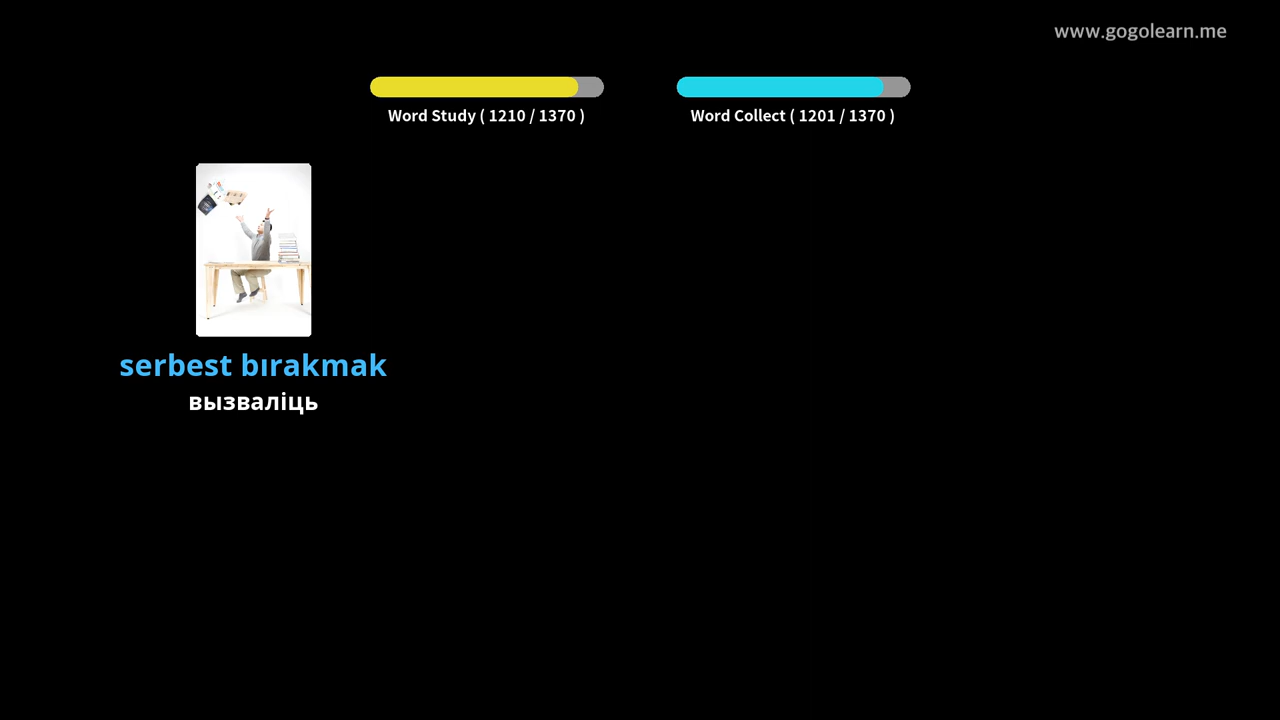 www.gogolearn.me
Word Study ( 1210 / 1370 )
Word Collect ( 1201 / 1370 )
serbest bırakmak
вызваліць